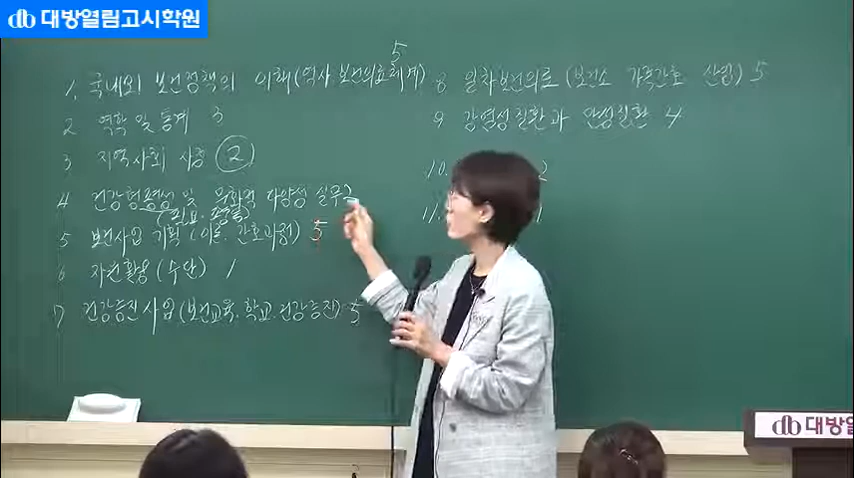 대방열림고시학원
5
1. 국내외 보건정책의 이해(역사 보건의료체계)
2 역학 및 통계 3
3 지역사회 사정 (2)
4 건강형평성 및 문화적 다양성 실무 2
5 보건사업 기획 (이론. 간호과정) 5
6 자원활용 (수단) 1
7 건강증진사업 (보건교육. 학교. 건강증진) 5
8 일차보건의료 (보건소 가족간호 산업) 5
9 감염성질환과 만성질환 4
10. 2
11. 1
대방열